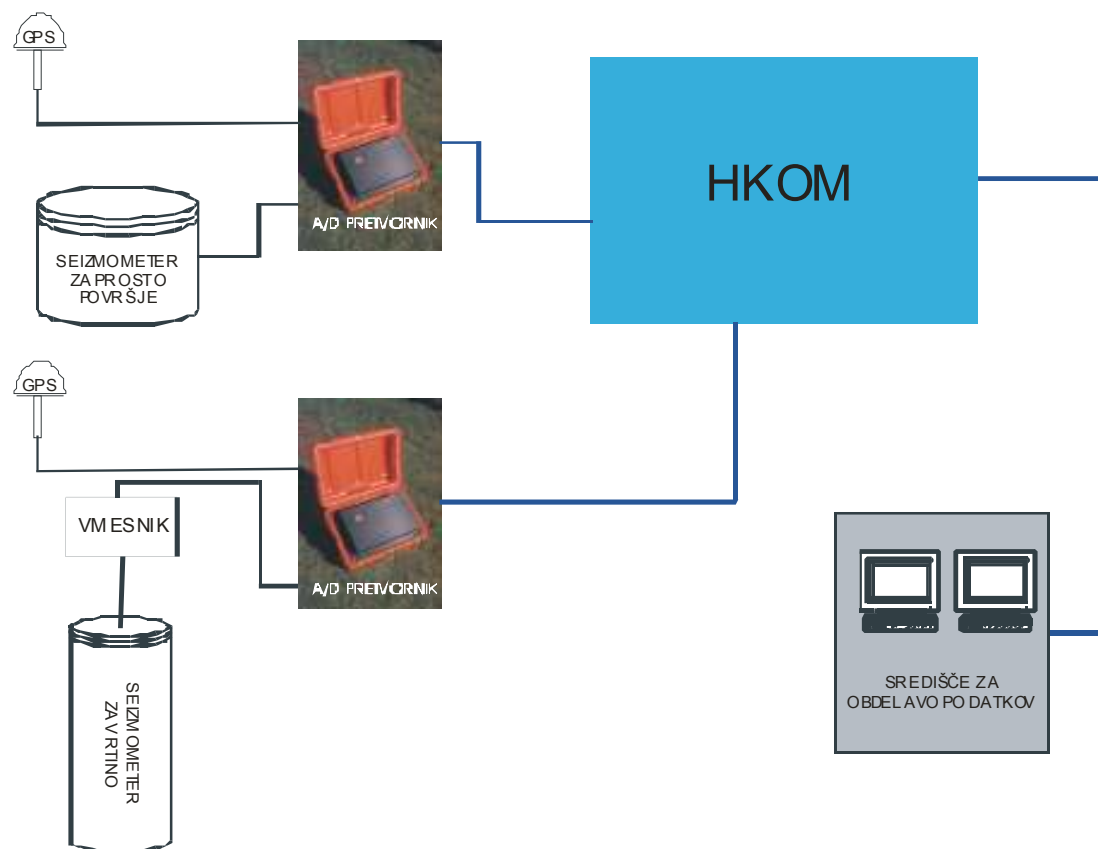 GPS
A/D PRETVORNIK
HKOM
SEIZMOMETER
ZA PROSTO
POVRŠJE
GPS
VMESNIK
A/D PRETVORNIK
SEIZMOMETER
ZA VRTINO
SREDIŠČE ZA
OBDELAVO PODATKOV